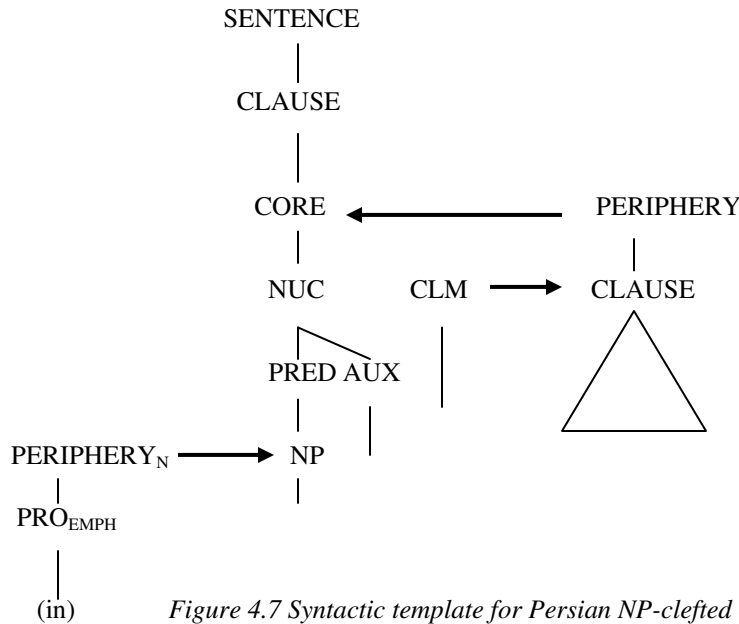 SENTENCE
CLAUSE
CORE PERIPHERY
NUC CLM CLAUSE
PRED AUX
PERIPHERYN NP
PROEMPH
(in) Figure 4.7 Syntactic template for Persian NP-clefted